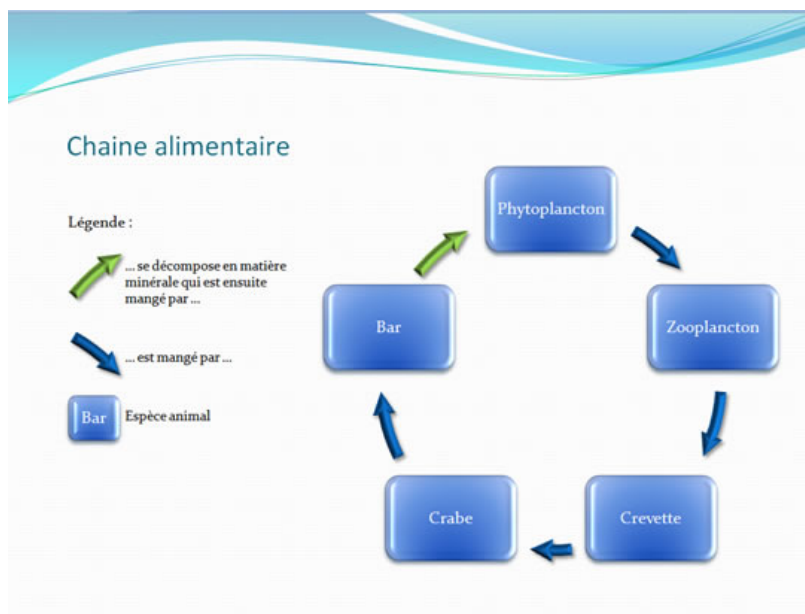 Chaine alimentaire
Légende :
... se décompose en matière
minérale qui est ensuite
mangé par ...
... est mangé par ...
Bar
Espèce animal
Phytoplancton
Zooplancton
Crevette
Crabe
Bar